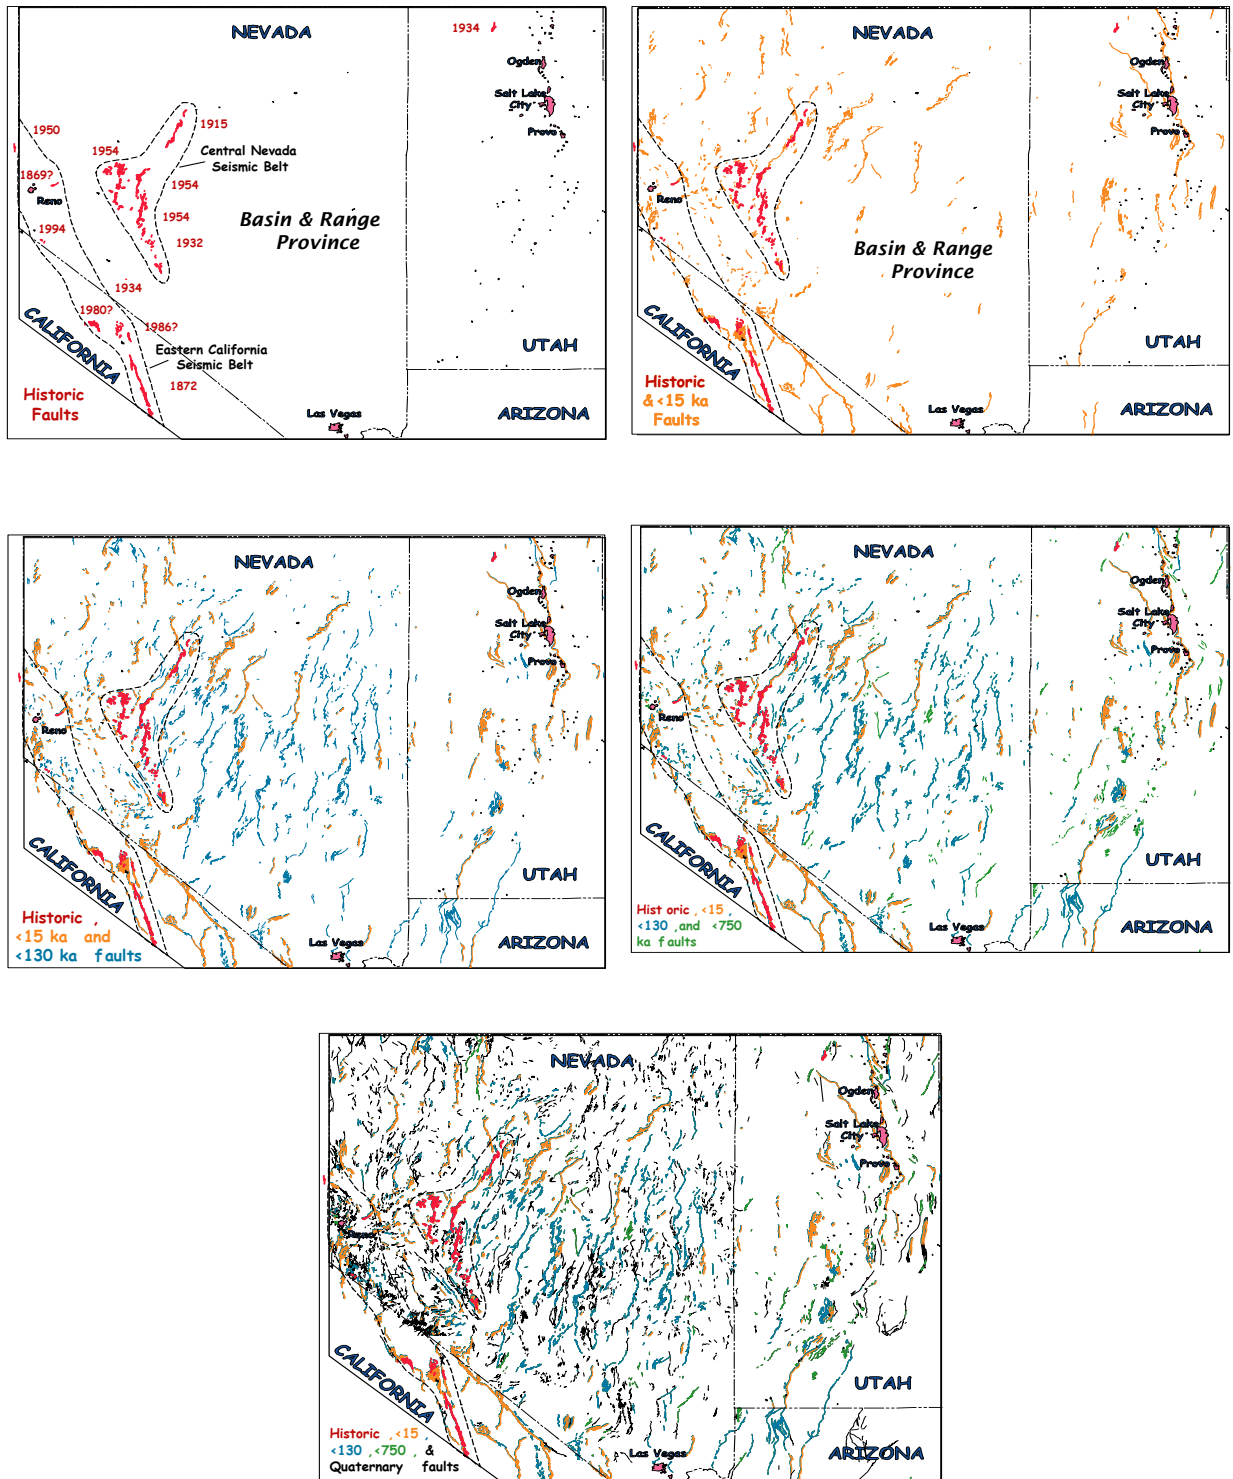 NEVADA
1934
Ogden
Salt Lake
City
Provo
1950
1915
1954
Central Nevada
Seismic Belt
1869?
Reno
1954
1954
Basin & Range
Province
1994
1932
1934
1980?
1986?
CALIFORNIA
Eastern California
Seismic Belt
UTAH
1872
Historic
Faults
Las Vegas
ARIZONA
NEVADA
Ogden
Salt Lake
City
Provo
Reno
Basin & Range
Province
CALIFORNIA
UTAH
Historic
& <15 ka
Faults
Las Vegas
ARIZONA
NEVADA
Ogden
Salt Lake
City
Provo
Reno
CALIFORNIA
UTAH
Historic ,
<15 ka and
<130 ka faults
Las Vegas
ARIZONA
NEVADA
Ogden
Salt Lake
City
Provo
Reno
CALIFORNIA
UTAH
Hist oric , <15 ,
<130 , and <750
ka faults
Las Vegas
ARIZONA
NEVADA
Ogden
Salt Lake
City
Provo
Reno
CALIFORNIA
UTAH
Historic , <15 ,
<130 , <750 , &
Quaternary faults
Las Vegas
ARIZONA